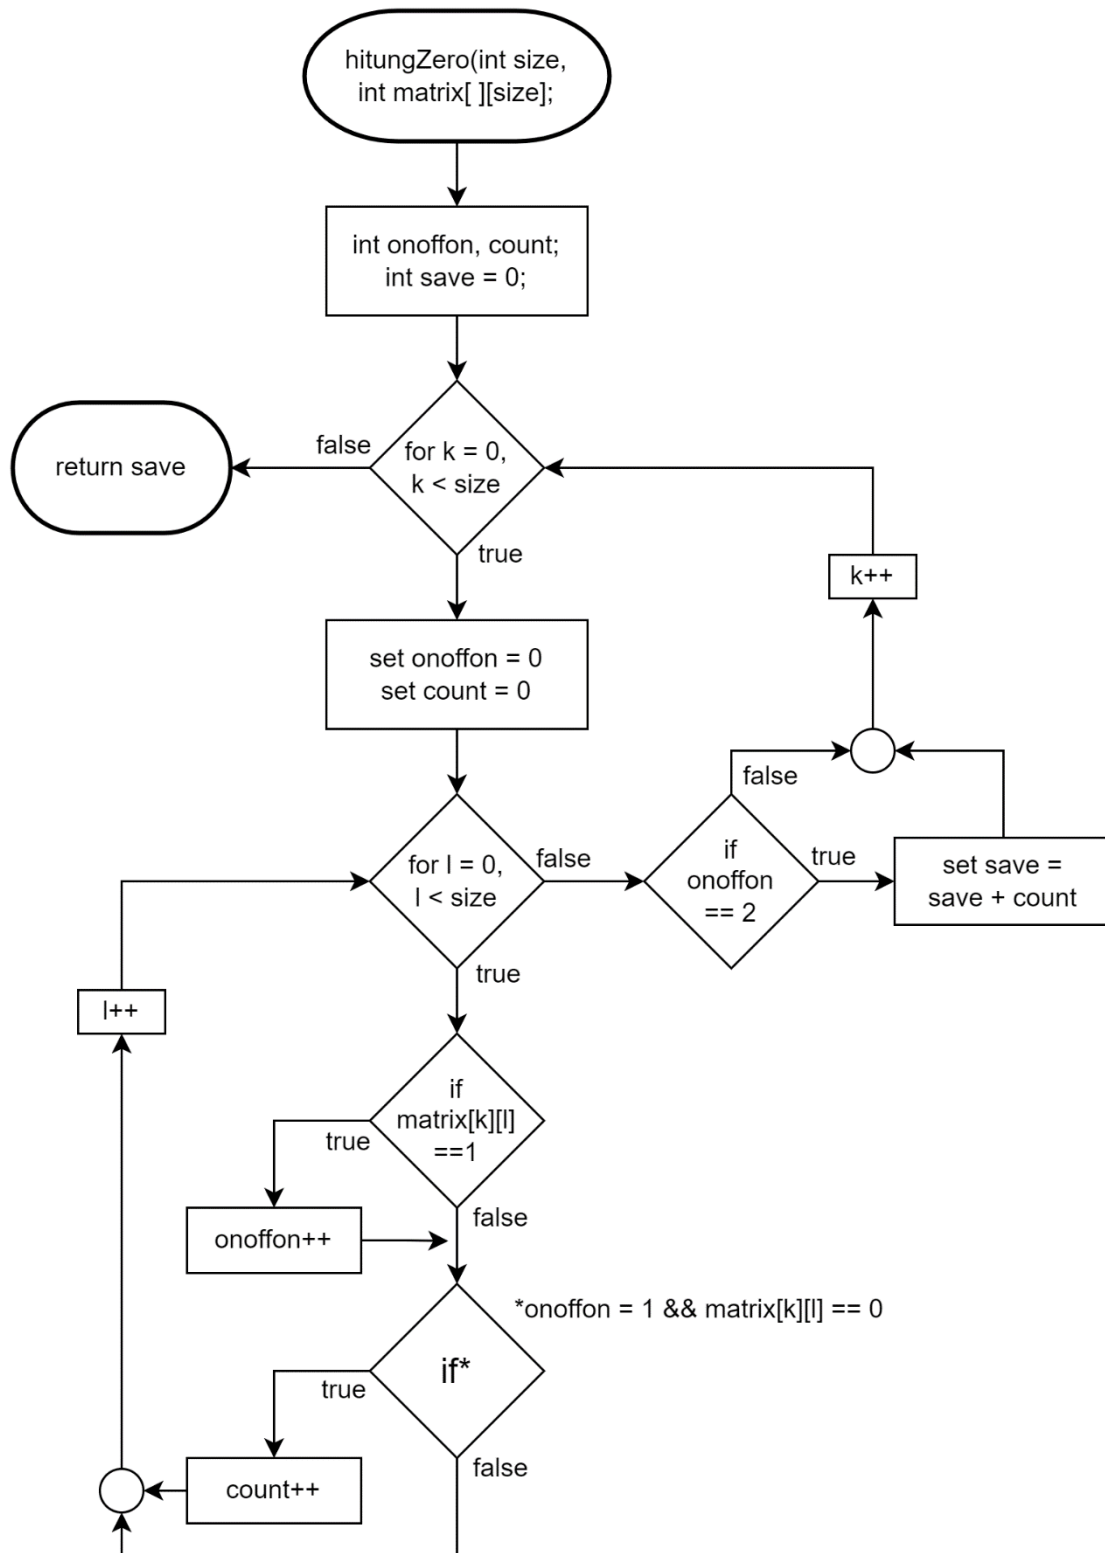 hitungZero(int size,
int matrix[ ][size];
int onoffon, count;
int save = 0;
return save
false
for k = 0,
k < size
true
k++
set onoffon = 0
set count = 0
false
for l = 0,
l < size
false
if
onoffon
== 2
true
set save =
save + count
true
l++
if
matrix[k][l]
==1
true
false
onoffon++
*onoffon = 1 && matrix[k][l] == 0
if*
true
false
count++